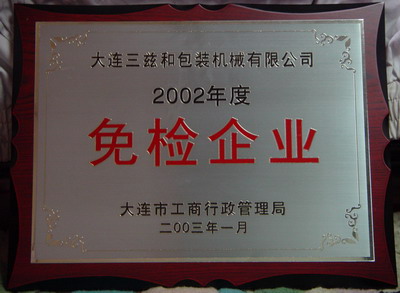 大连三兹和包装机械有限公司
2002年度
免检企业
大连市工商行政管理局
二00三年一月